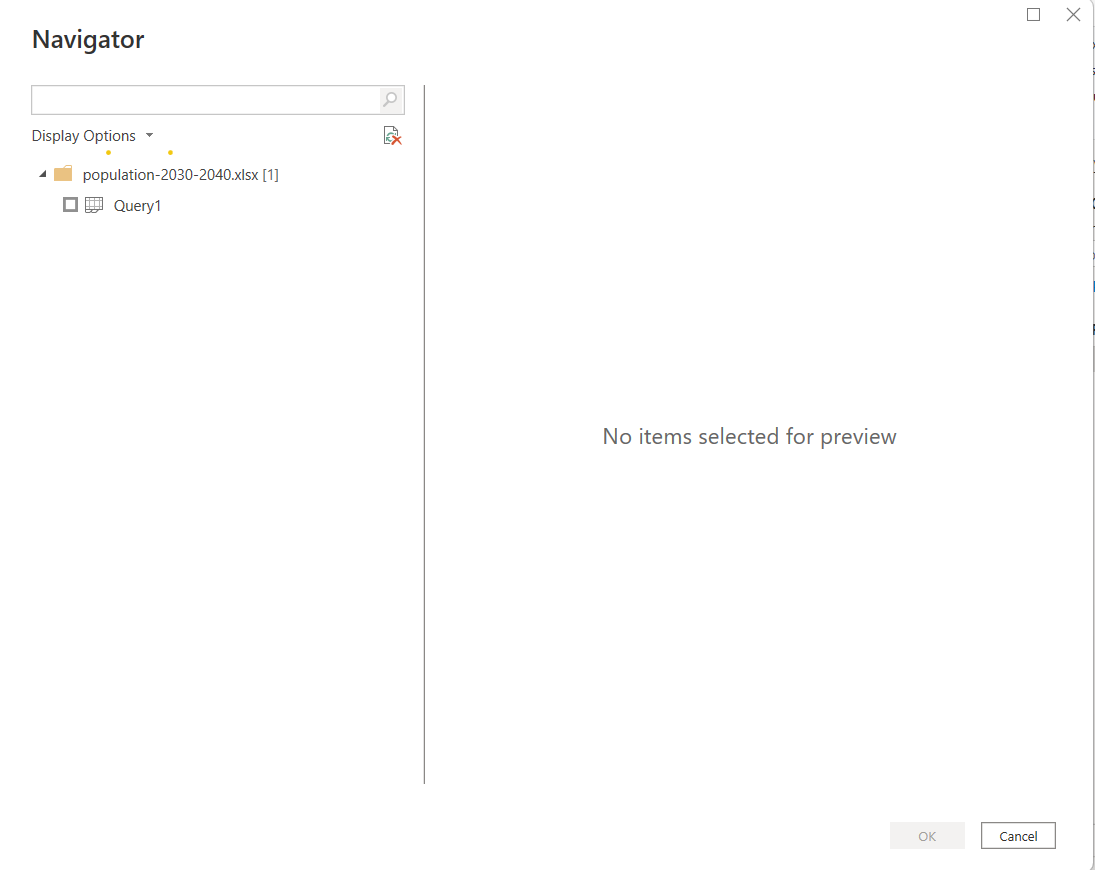 Navigator
Display Options
population-2030-2040.xlsx [1]
Query1
No items selected for preview
OK
Cancel